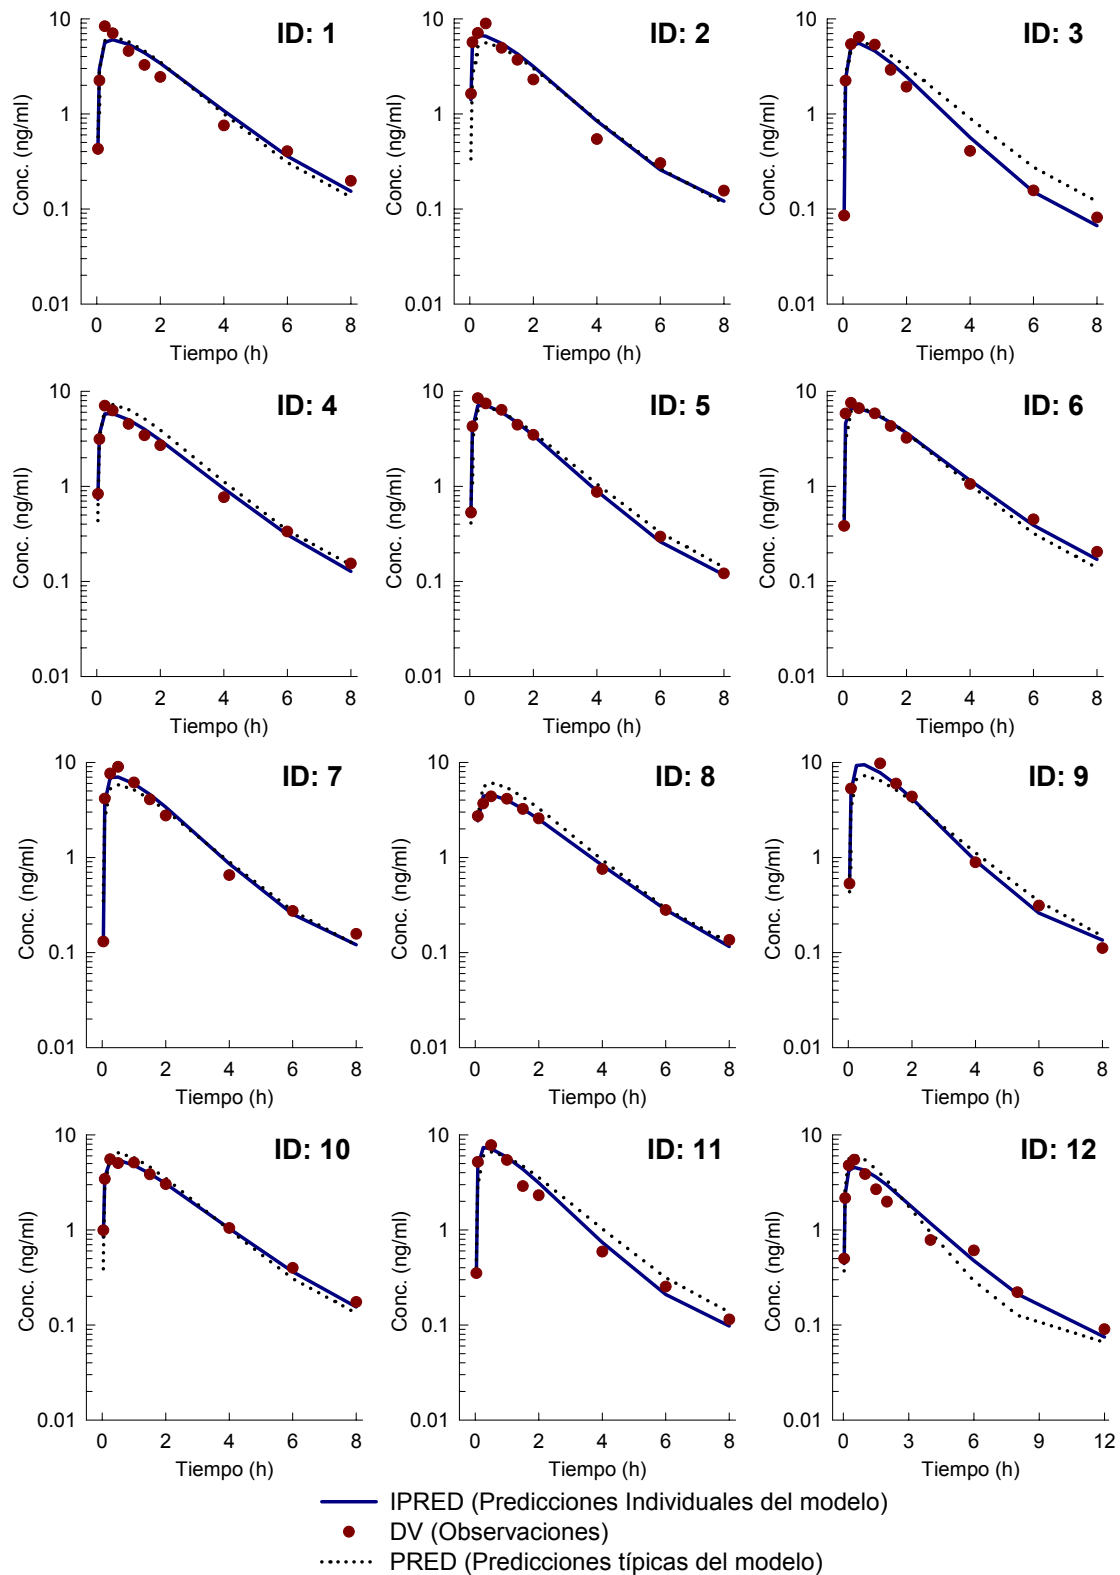 ID: 1
ID: 2
ID: 3
Conc. (ng/ml)
10
1
0.1
0.01
0 2 4 6 8
Tiempo (h)
Conc. (ng/ml)
10
1
0.1
0.01
0 2 4 6 8
Tiempo (h)
Conc. (ng/ml)
10
1
0.1
0.01
0 2 4 6 8
Tiempo (h)
ID: 4
ID: 5
ID: 6
Conc. (ng/ml)
10
1
0.1
0.01
0 2 4 6 8
Tiempo (h)
Conc. (ng/ml)
10
1
0.1
0.01
0 2 4 6 8
Tiempo (h)
Conc. (ng/ml)
10
1
0.1
0.01
0 2 4 6 8
Tiempo (h)
ID: 7
ID: 8
ID: 9
Conc. (ng/ml)
10
1
0.1
0.01
0 2 4 6 8
Tiempo (h)
Conc. (ng/ml)
10
1
0.1
0.01
0 2 4 6 8
Tiempo (h)
Conc. (ng/ml)
10
1
0.1
0.01
0 2 4 6 8
Tiempo (h)
ID: 10
ID: 11
ID: 12
Conc. (ng/ml)
10
1
0.1
0.01
0 2 4 6 8
Tiempo (h)
Conc. (ng/ml)
10
1
0.1
0.01
0 2 4 6 8
Tiempo (h)
Conc. (ng/ml)
10
1
0.1
0.01
0 3 6 9 12
Tiempo (h)
IPRED (Predicciones Individuales del modelo)
DV (Observaciones)
PRED (Predicciones típicas del modelo)